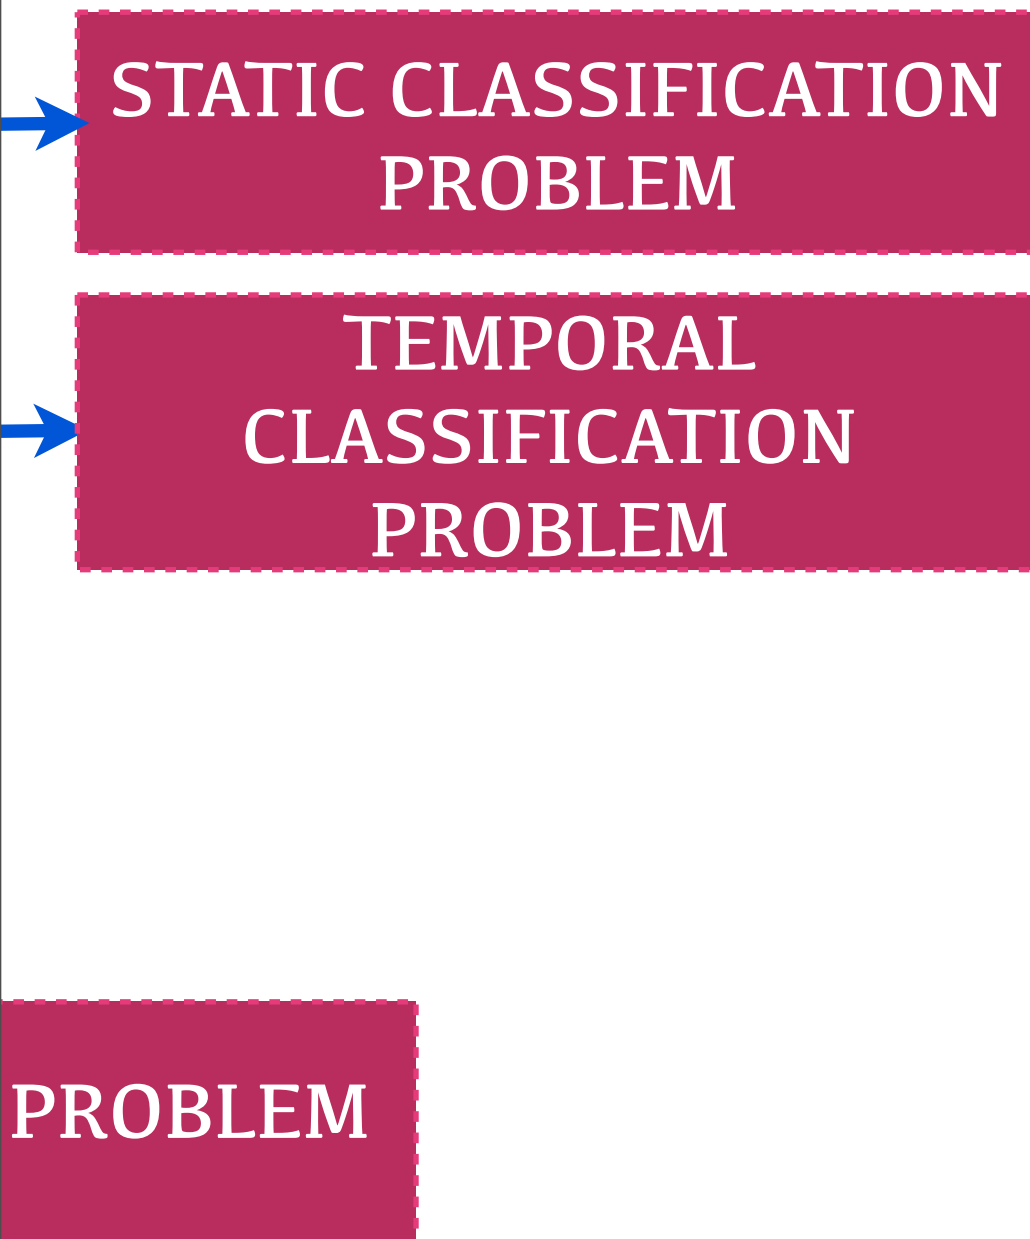 STATIC CLASSIFICATION
PROBLEM
TEMPORAL
CLASSIFICATION
PROBLEM
PROBLEM